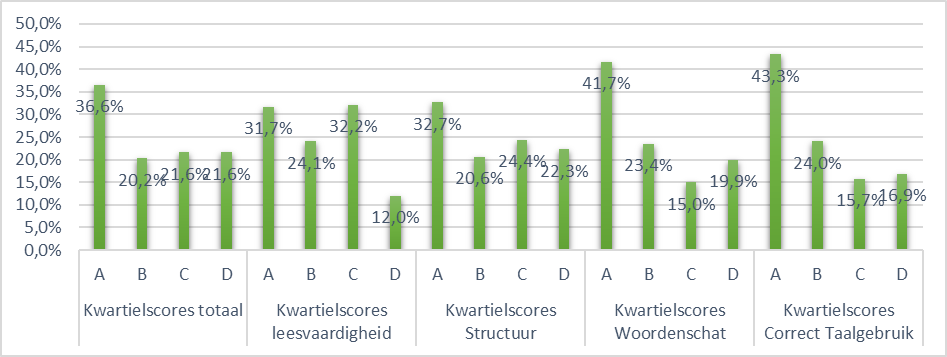 50,0%
45,0%
40,0%
35,0%
30,0%
25,0%
20,0%
15,0%
10,0%
5,0%
0,0%
36,6% 20,2% 21,6% 21,6%
31,7% 24,1% 32,2% 12,0%
32,7% 20,6% 24,4% 22,3%
41,7% 23,4% 15,0% 19,9%
43,3% 24,0% 15,7% 16,9%
A B C D A B C D A B C D A B C D A B C D
Kwartielscores totaal
Kwartielscores
leesvaardigheid
Kwartielscores
Structuur
Kwartielscores
Woordenschat
Kwartielscores
Correct Taalgebruik